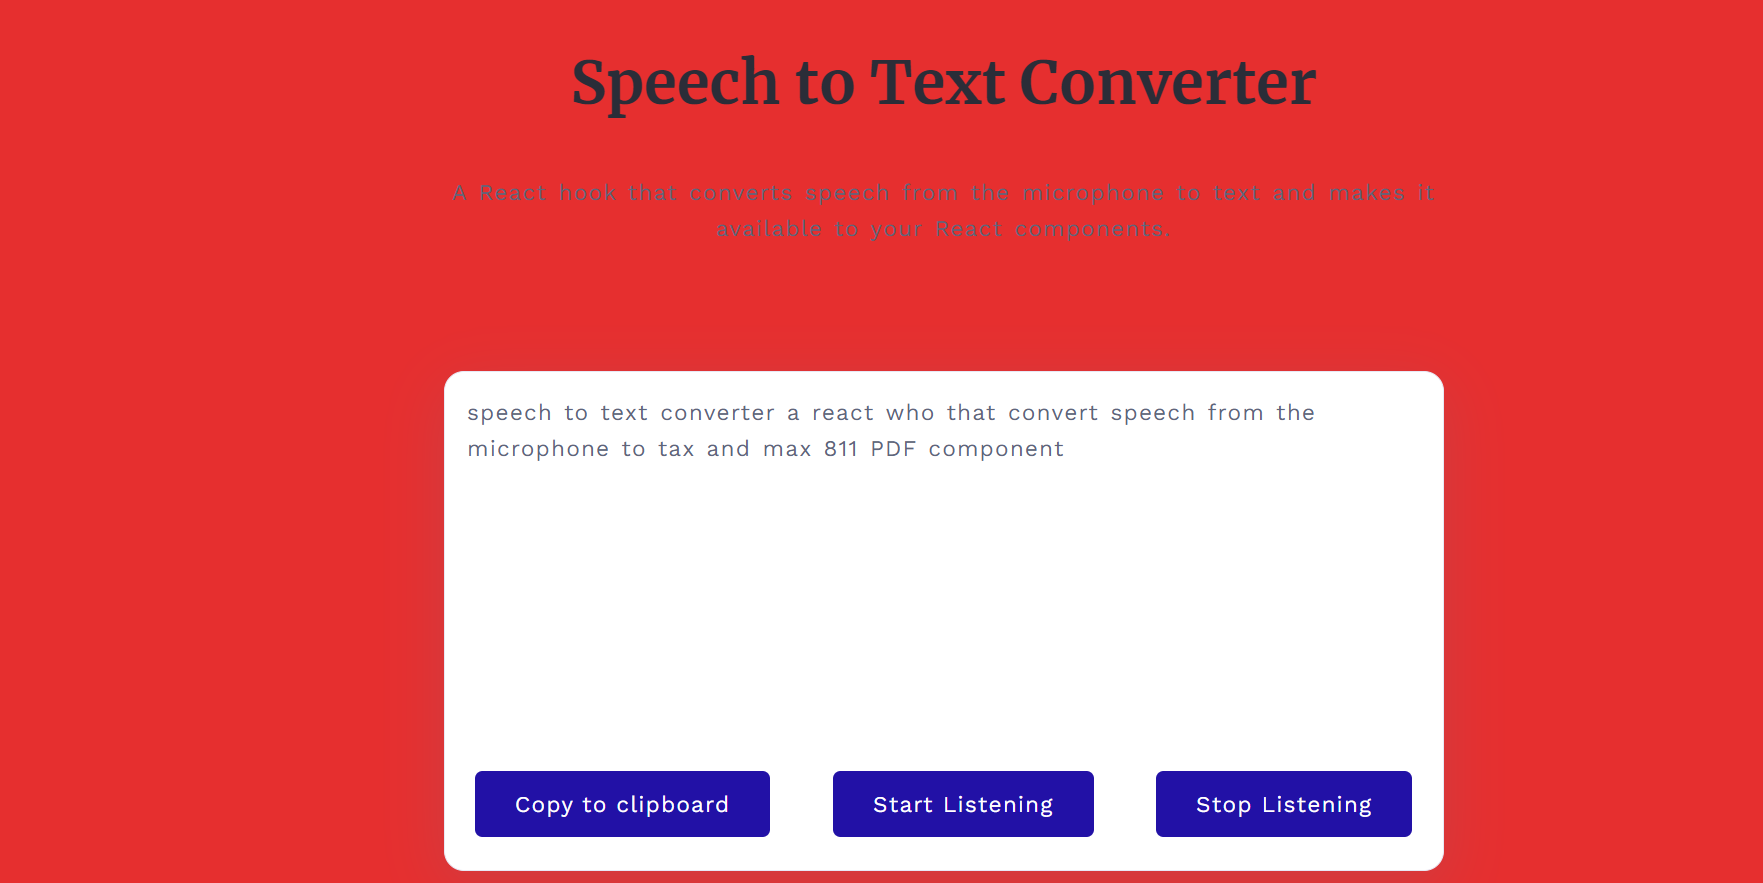 Speech to Text Converter
A React hook that converts speech from the microphone to text and makes it
available to your React components.
speech to text converter a react who that convert speech from the
microphone to tax and max 811 PDF component
Copy to clipboard
Start Listening
Stop Listening